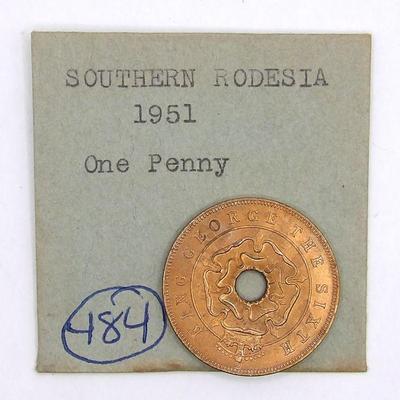 SOUTHERN RODESIA
1951
One Penny
484
KING GEORGE THE SIXTH